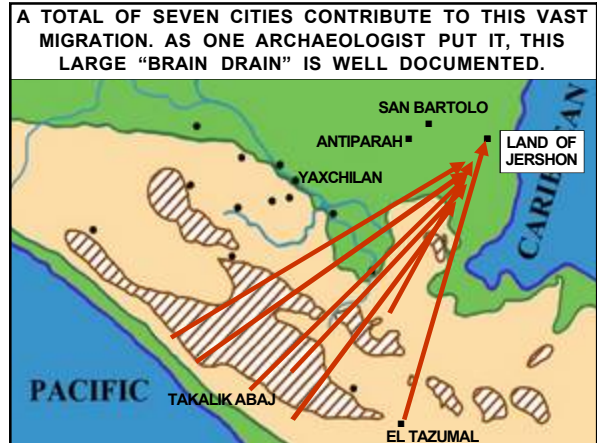 A TOTAL OF SEVEN CITIES CONTRIBUTE TO THIS VAST
MIGRATION. AS ONE ARCHAEOLOGIST PUT IT, THIS
LARGE “BRAIN DRAIN” IS WELL DOCUMENTED.
SAN BARTOLO
ANTIPARAH
LAND OF
JERSHON
YAXCHILAN
CARIBBEAN
PACIFIC
TAKALIK ABAJ
EL TAZUMAL